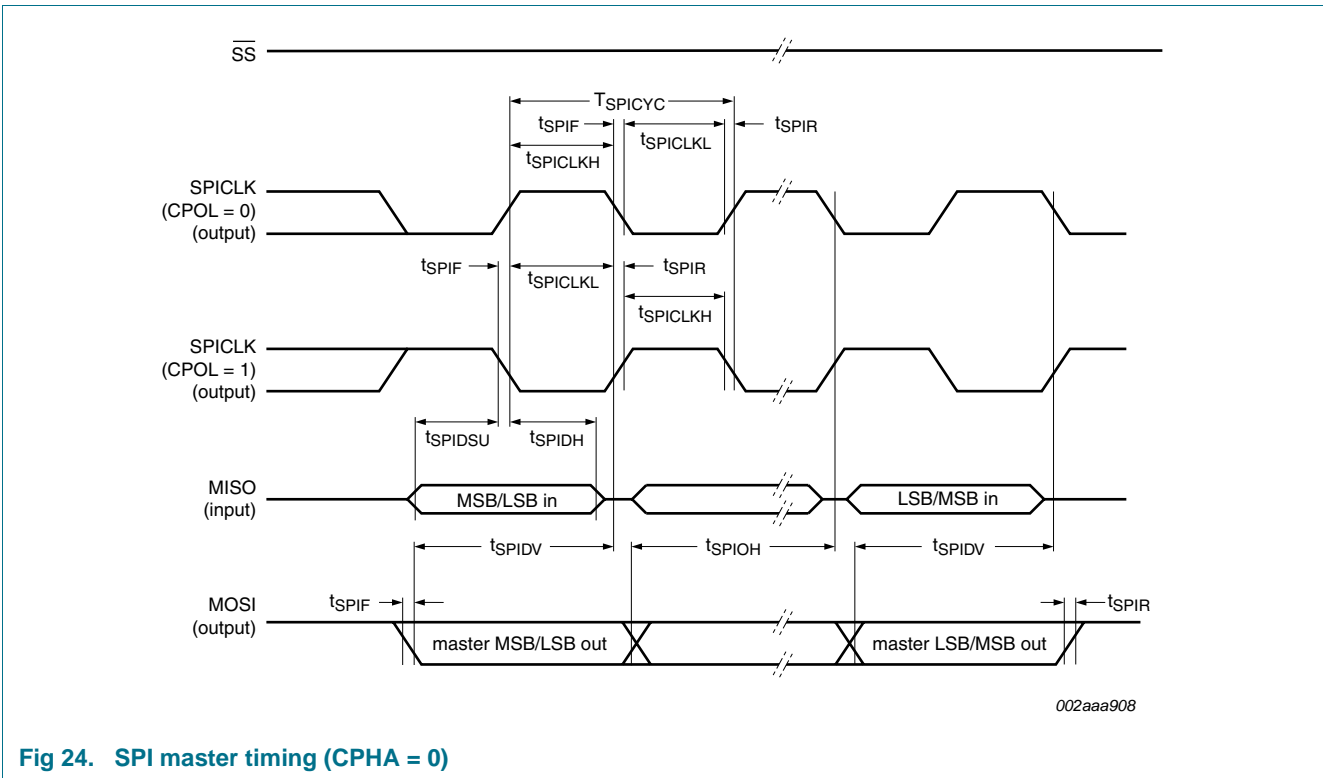 SS
TSPICYC
tSPIF
tSPICLKL
tSPIR
tSPICLKH
SPICLK
(CPOL = 0)
(output)
tSPIF
tSPICLKL
tSPIR
tSPICLKH
SPICLK
(CPOL = 1)
(output)
tSPIDSU
tSPIDH
MISO
(input)
MSB/LSB in
LSB/MSB in
tSPIDV
tSPIOH
tSPIDV
MOSI
(output)
tSPIF
tSPIR
master MSB/LSB out
master LSB/MSB out
002aaa908
Fig 24. SPI master timing (CPHA = 0)